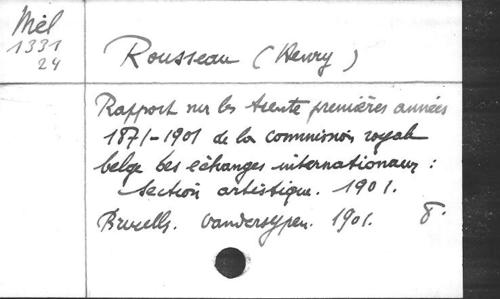 Mél
1331
24
Rousseau (Henry)
Rapport sur les trente premières années
1871-1901 de la commission royale
belge des échanges internationaux :
section artistique. 1901.
Bruxells. Vandersypen. 1901. 8.